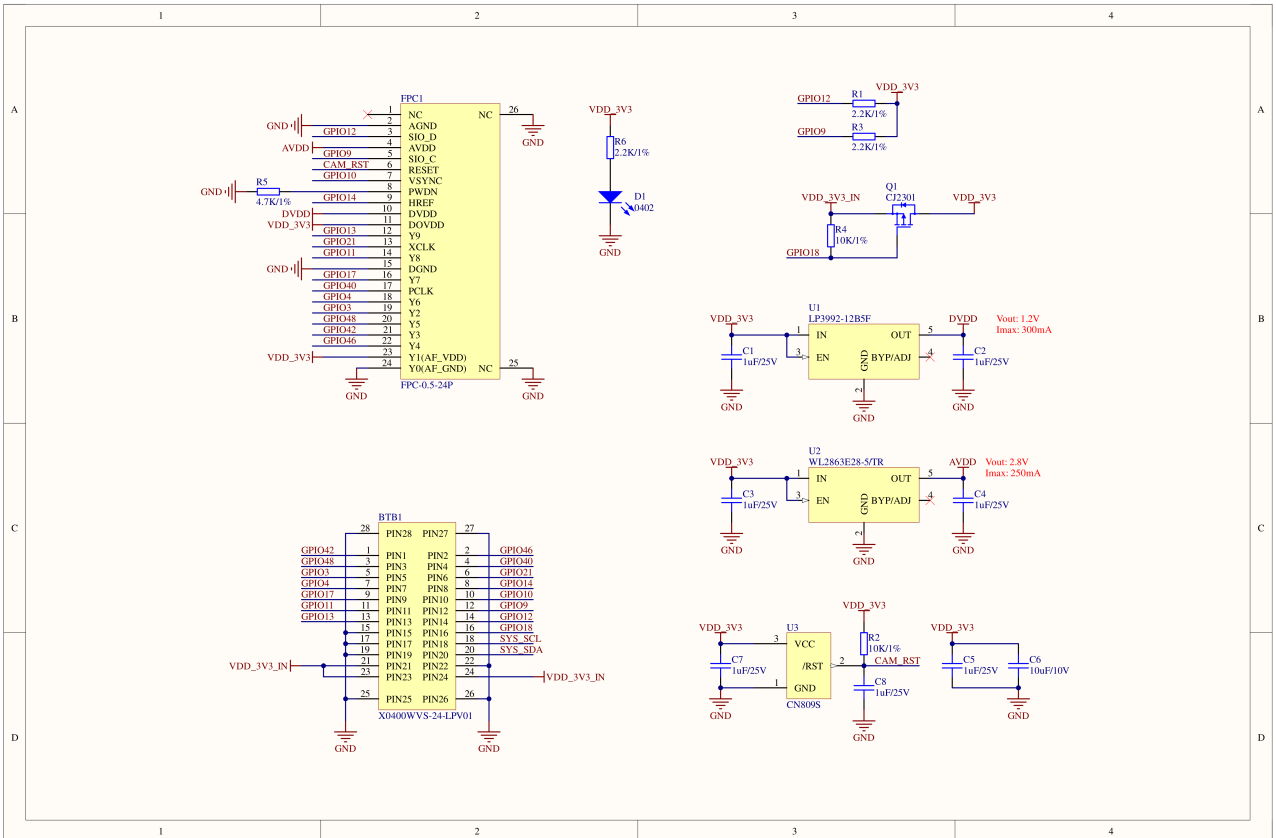 1 2 3 4
A A
B B
C C
D D
1 2 3 4
FPC1
1 NC NC 26
GND 2 AGND GND
GPIO12 3 SIO_D
AVDD 4 AVDD
GPIO9 5 SIO_C
CAM_RST 6 RESET
GPIO10 7 VSYNC
GND R5 4.7K/1% 8 PWDN
GPIO14 9 HREF
DVDD 10 DVDD
VDD_3V3 11 DOVDD
GPIO13 12 Y9
GPIO21 13 XCLK
GPIO11 14 Y8
GND 15 DGND
GPIO17 16 Y7
GPIO40 17 PCLK
GPIO4 18 Y6
GPIO3 19 Y2
GPIO48 20 Y5
GPIO42 21 Y3
GPIO46 22 Y4
VDD_3V3 23 Y1(AF_VDD)
24 Y0(AF_GND) NC 25
GND GND
FPC-0.5-24P
VDD_3V3
R6
2.2K/1%
D1
0402
GND
VDD_3V3
GPIO12 R1
2.2K/1%
GPIO9 R3
2.2K/1%
Q1
VDD_3V3_IN CJ2301 VDD_3V3
R4
10K/1%
GPIO18
U1
LP3992-12B5F
VDD_3V3 DVDD
Vout: 1.2V
Imax: 300mA
1 IN OUT 5
3 EN BYP/ADJ 4
GND
2
C1
1uF/25V
C2
1uF/25V
GND GND GND
U2
WL2863E28-5/TR
VDD_3V3 AVDD
Vout: 2.8V
Imax: 250mA
1 IN OUT 5
3 EN BYP/ADJ 4
GND
2
C3
1uF/25V
C4
1uF/25V
GND GND GND
BTB1
28 PIN28 PIN27 27
GPIO42 1 PIN1 PIN2 2 GPIO46
GPIO48 3 PIN3 PIN4 4 GPIO40
GPIO3 5 PIN5 PIN6 6 GPIO21
GPIO4 7 PIN7 PIN8 8 GPIO14
GPIO17 9 PIN9 PIN10 10 GPIO10
GPIO11 11 PIN11 PIN12 12 GPIO9
GPIO13 13 PIN13 PIN14 14 GPIO12
15 PIN15 PIN16 16 GPIO18
17 PIN17 PIN18 18 SYS_SCL
19 PIN19 PIN20 20 SYS_SDA
VDD_3V3_IN 21 PIN21 PIN22 22
23 PIN23 PIN24 24 VDD_3V3_IN
25 PIN25 PIN26 26
X0400WVS-24-LPV01
GND GND
VDD_3V3
U3
3 VCC
/RST 2
1 GND
CN809S
C7
1uF/25V
GND
VDD_3V3
R2
10K/1%
CAM_RST
C8
1uF/25V
GND
VDD_3V3
C5
1uF/25V
C6
10uF/10V
GND